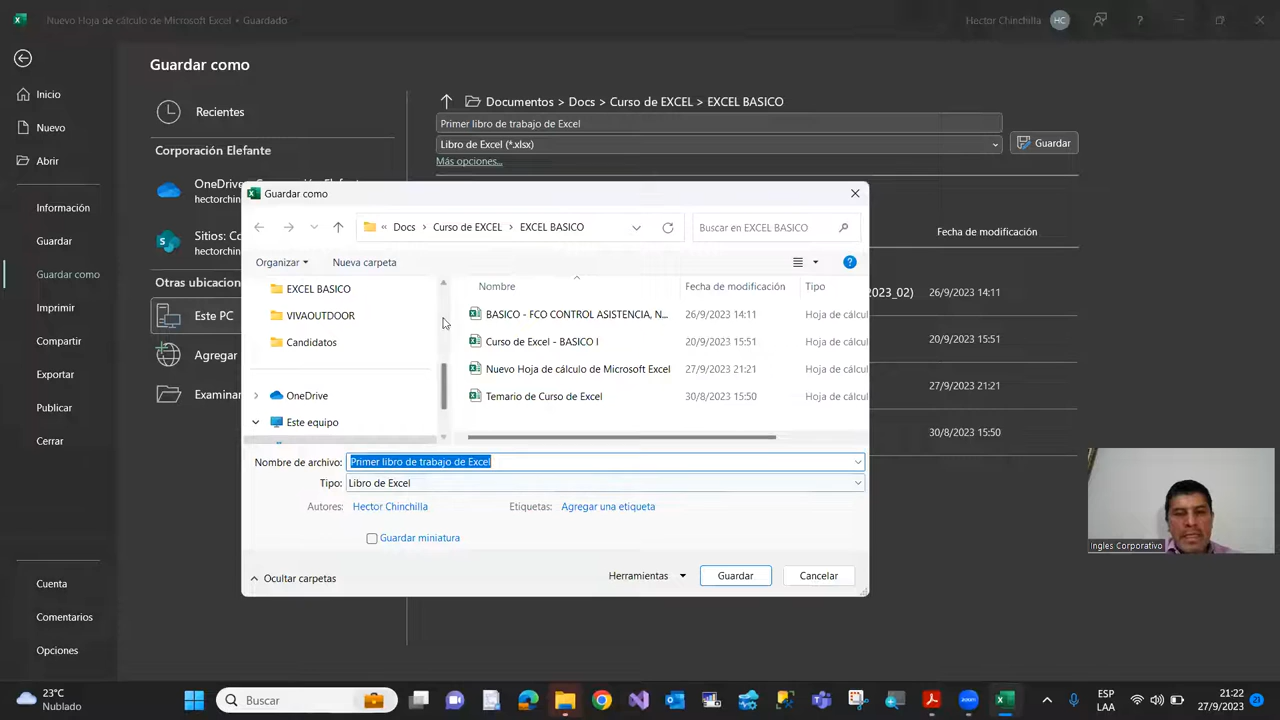 Nuevo Hoja de cálculo de Microsoft Excel • Guardado
Hector Chinchilla
HC
?
Guardar como
Inicio
Nuevo
Abrir
Información
Guardar
Guardar como
Imprimir
Compartir
Exportar
Publicar
Cerrar
Cuenta
Comentarios
Opciones
Recientes
Corporación Elefante
OneDrive
hectorchin
Sitios: Co
hectorchin
Otras ubicacion
Este PC
Agregar
Examinar
Documentos > Docs > Curso de EXCEL > EXCEL BASICO
Primer libro de trabajo de Excel
Libro de Excel (*.xlsx)
Guardar
Más opciones...
Fecha de modificación
2023_02)
26/9/2023 14:11
20/9/2023 15:51
27/9/2023 21:21
30/8/2023 15:50
Guardar como
« Docs > Curso de EXCEL > EXCEL BASICO
Buscar en EXCEL BASICO
Organizar
Nueva carpeta
?
EXCEL BASICO
VIVAOUTDOOR
Candidatos
OneDrive
Este equipo
Nombre Fecha de modificación Tipo
BASICO - FCO CONTROL ASISTENCIA, N... 26/9/2023 14:11 Hoja de cálcul
Curso de Excel - BASICO I 20/9/2023 15:51 Hoja de cálcul
Nuevo Hoja de cálculo de Microsoft Excel 27/9/2023 21:21 Hoja de cálcul
Temario de Curso de Excel 30/8/2023 15:50 Hoja de cálcul
Nombre de archivo: Primer libro de trabajo de Excel
Tipo: Libro de Excel
Autores: Hector Chinchilla Etiquetas: Agregar una etiqueta
Guardar miniatura
Ocultar carpetas
Herramientas
Guardar
Cancelar
Ingles Corporativo
23°C
Nublado
Buscar
zoom
ESP
LAA
21:22
27/9/2023
21